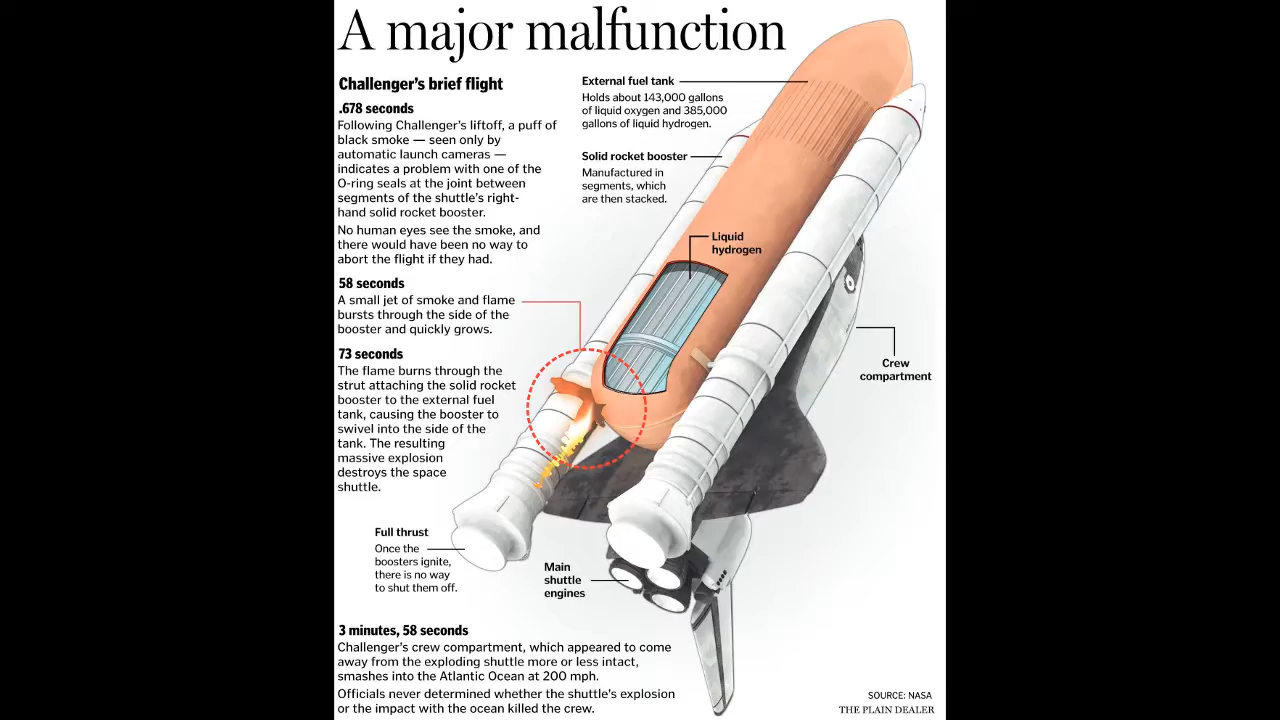 A major malfunction
Challenger's brief flight
.678 seconds
Following Challenger's liftoff, a puff of
black smoke — seen only by
automatic launch cameras —
indicates a problem with one of the
O-ring seals at the joint between
segments of the shuttle's right-
hand solid rocket booster.
No human eyes see the smoke, and
there would have been no way to
abort the flight if they had.
58 seconds
A small jet of smoke and flame
bursts through the side of the
booster and quickly grows.
73 seconds
The flame burns through the
strut attaching the solid rocket
booster to the external fuel
tank, causing the booster to
swivel into the side of the
tank. The resulting
massive explosion
destroys the space
shuttle.
External fuel tank
Holds about 143,000 gallons
of liquid oxygen and 385,000
gallons of liquid hydrogen.
Solid rocket booster
Manufactured in
segments, which
are then stacked.
Liquid
hydrogen
Crew
compartment
Full thrust
Once the
boosters ignite,
there is no way
to shut them off.
Main
shuttle
engines
3 minutes, 58 seconds
Challenger's crew compartment, which appeared to come
away from the exploding shuttle more or less intact,
smashes into the Atlantic Ocean at 200 mph.
Officials never determined whether the shuttle's explosion
or the impact with the ocean killed the crew.
SOURCE: NASA
THE PLAIN DEALER